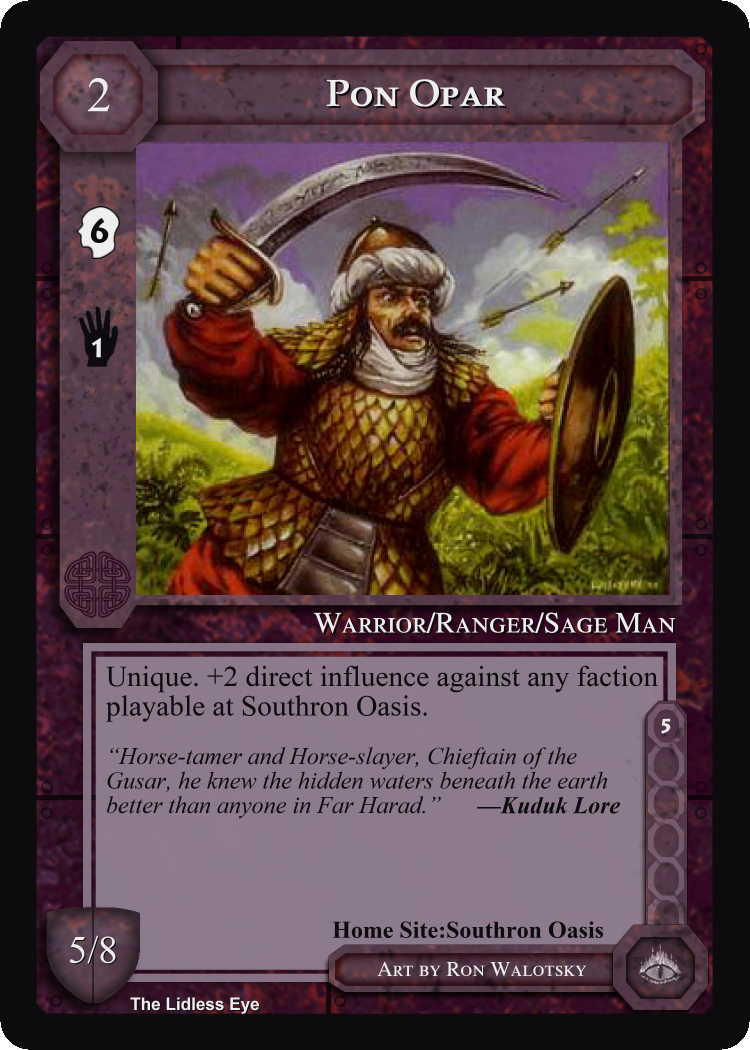 2
Pon Opar
6
1
Warrior/Ranger/Sage Man
Unique. +2 direct influence against any faction
playable at Southron Oasis.
5
“Horse-tamer and Horse-slayer, Chieftain of the
Gusar, he knew the hidden waters beneath the earth
better than anyone in Far Harad.” —Kuduk Lore
Home Site:Southron Oasis
5/8
Art by Ron Walotsky
The Lidless Eye